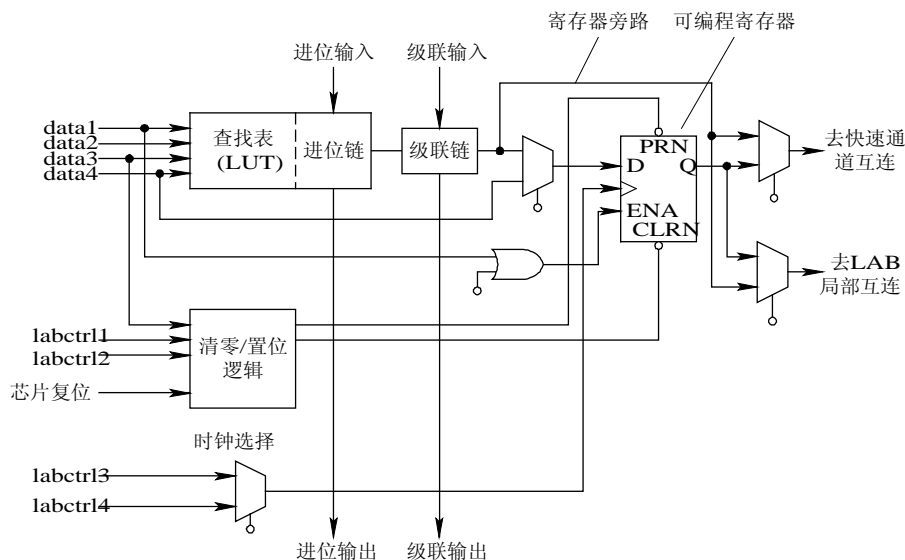 寄存器旁路
可编程寄存器
进位输入
级联输入
data1
data2
data3
data4
查找表
(LUT)
进位链
级联链
PRN
D
Q
ENA
CLRN
去快速通
道互连
去LAB
局部互连
labctrl1
labctrl2
清零/置位
逻辑
芯片复位
时钟选择
labctrl3
labctrl4
进位输出
级联输出